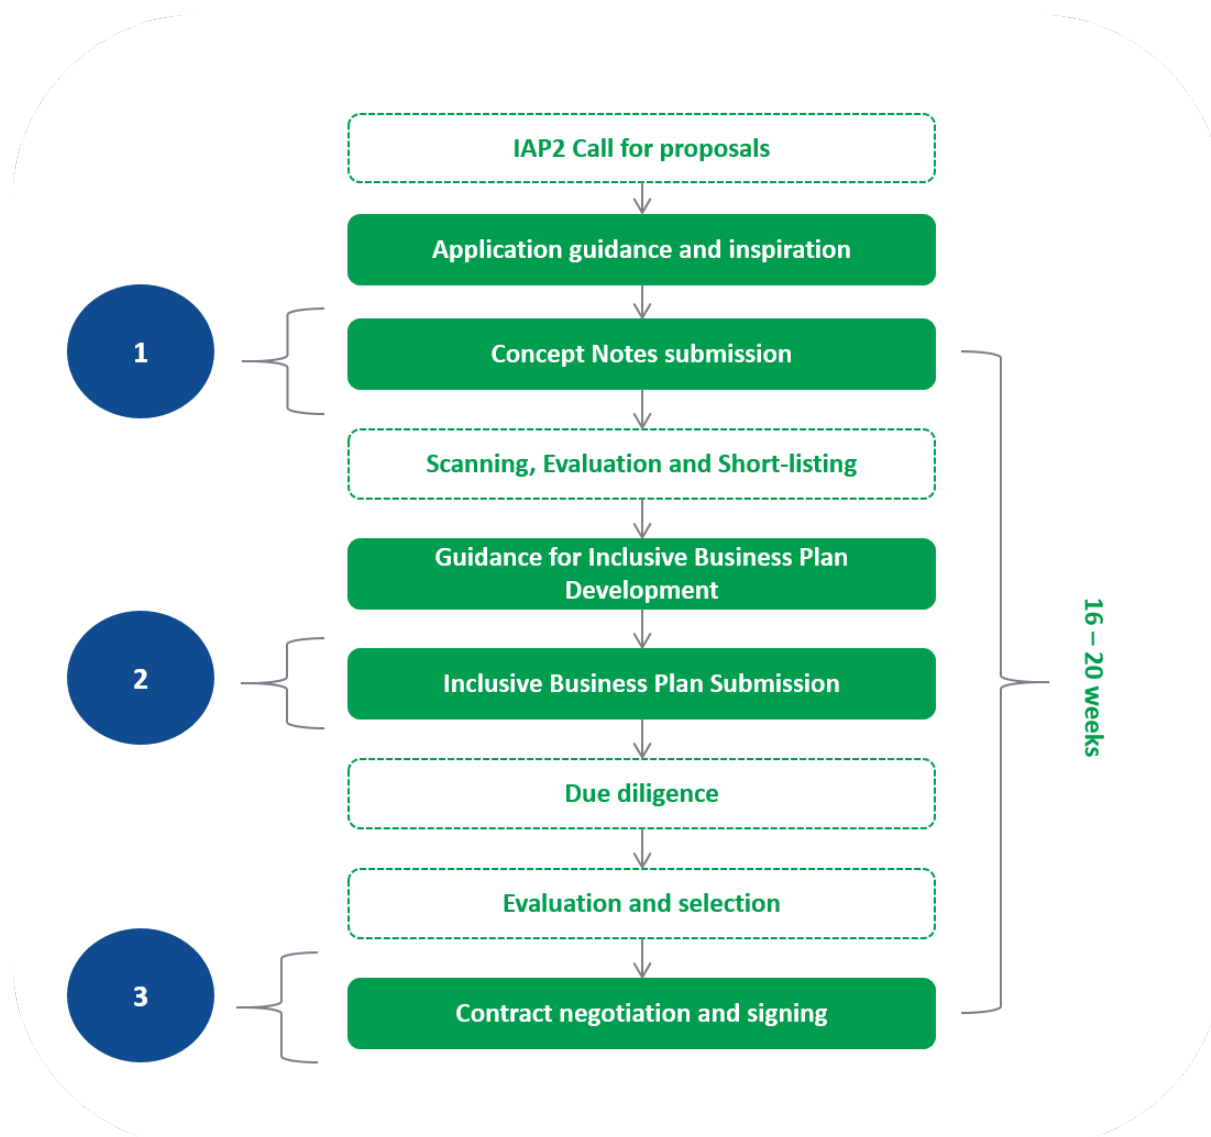 IAP2 Call for proposals
Application guidance and inspiration
1
Concept Notes submission
Scanning, Evaluation and Short-listing
Guidance for Inclusive Business Plan
Development
2
Inclusive Business Plan Submission
16 – 20 weeks
Due diligence
Evaluation and selection
3
Contract negotiation and signing